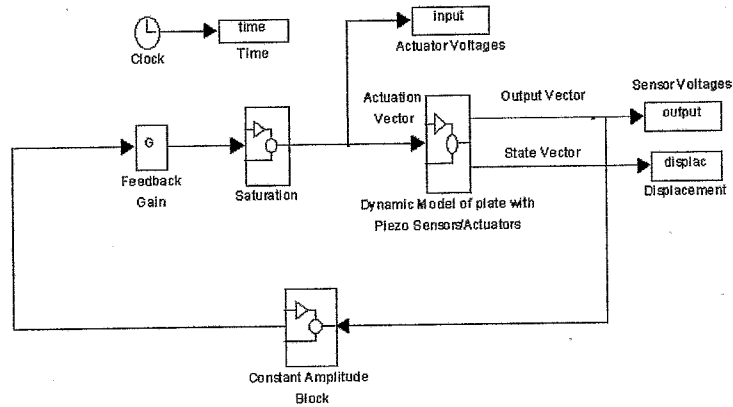 time
Time
Clock
input
Actuator Voltages
Actuation
Vector
Output Vector
Sensor Voltages
output
State Vector
displac
Displacement
G
Feedback
Gain
Saturation
Dynamic Model of plate with
Piezo Sensors/Actuators
Constant Amplitude
Block